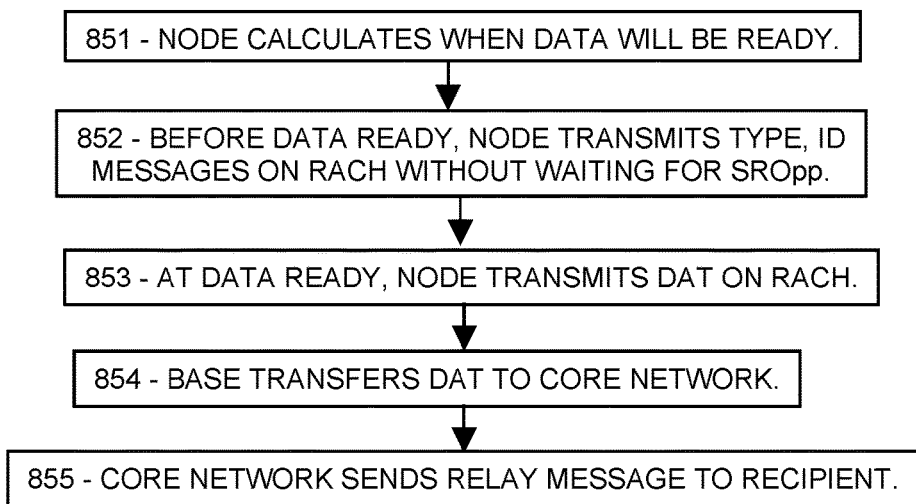 851 - NODE CALCULATES WHEN DATA WILL BE READY.
852 - BEFORE DATA READY, NODE TRANSMITS TYPE, ID
MESSAGES ON RACH WITHOUT WAITING FOR SROpp.
853 - AT DATA READY, NODE TRANSMITS DAT ON RACH.
854 - BASE TRANSFERS DAT TO CORE NETWORK.
855 - CORE NETWORK SENDS RELAY MESSAGE TO RECIPIENT.